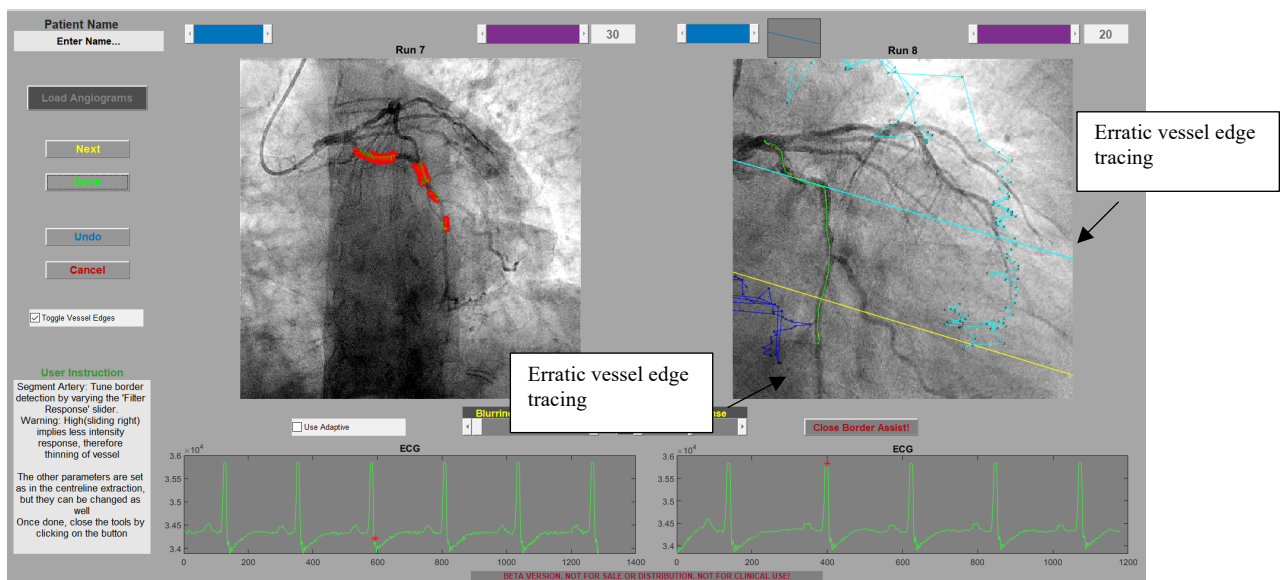 Patient Name
Enter Name...
30
20
Run 7
Run 8
Load Angiograms
Next
Done
Undo
Cancel
Toggle Vessel Edges
Erratic vessel edge
tracing
Erratic vessel edge
tracing
User Instruction
Segment Artery: Tune border
detection by varying the 'Filter
Response' slider.
Warning: High(sliding right)
implies less intensity
response, therefore
thinning of vessel
The other parameters are set
as in the centreline extraction,
but they can be changed as
well
Once done, close the tools by
clicking on the button
Blurring
Use Adaptive
Close Border Assist!
ECG
×10⁴
3.6
3.55
3.5
3.45
3.4
0
200
400
600
800
1000
1200
1400
ECG
×10⁴
3.6
3.55
3.5
3.45
3.4
0
200
400
600
800
1000
1200
BETA VERSION. NOT FOR SALE OR DISTRIBUTION. NOT FOR CLINICAL USE!